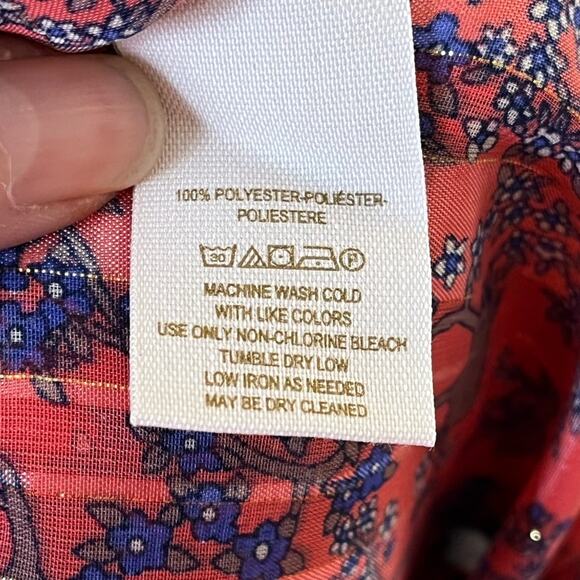 100% POLYESTER-POLIÉSTER-
POLIESTERE
30 F
MACHINE WASH COLD
WITH LIKE COLORS
USE ONLY NON-CHLORINE BLEACH
TUMBLE DRY LOW
LOW IRON AS NEEDED
MAY BE DRY CLEANED